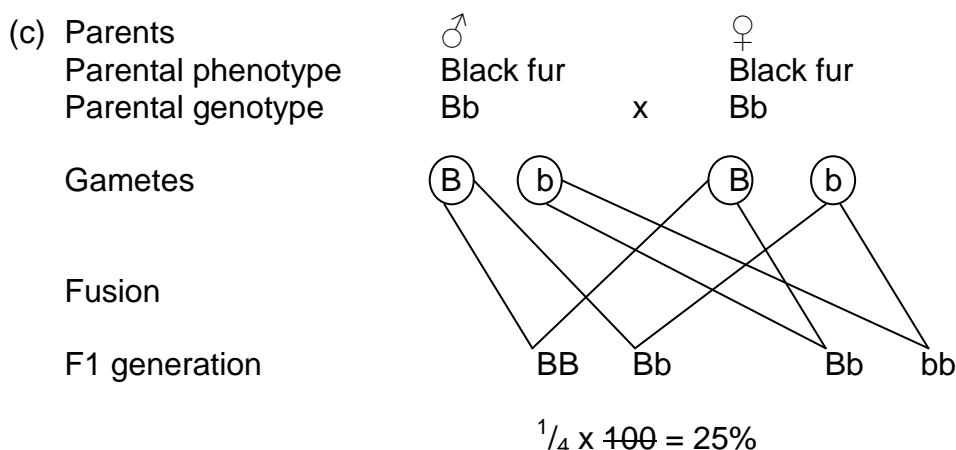 (c) Parents ♂ ♀
Parental phenotype Black fur Black fur
Parental genotype Bb x Bb
Gametes B b B b
Fusion
F1 generation BB Bb Bb bb
1/4 x 100 = 25%